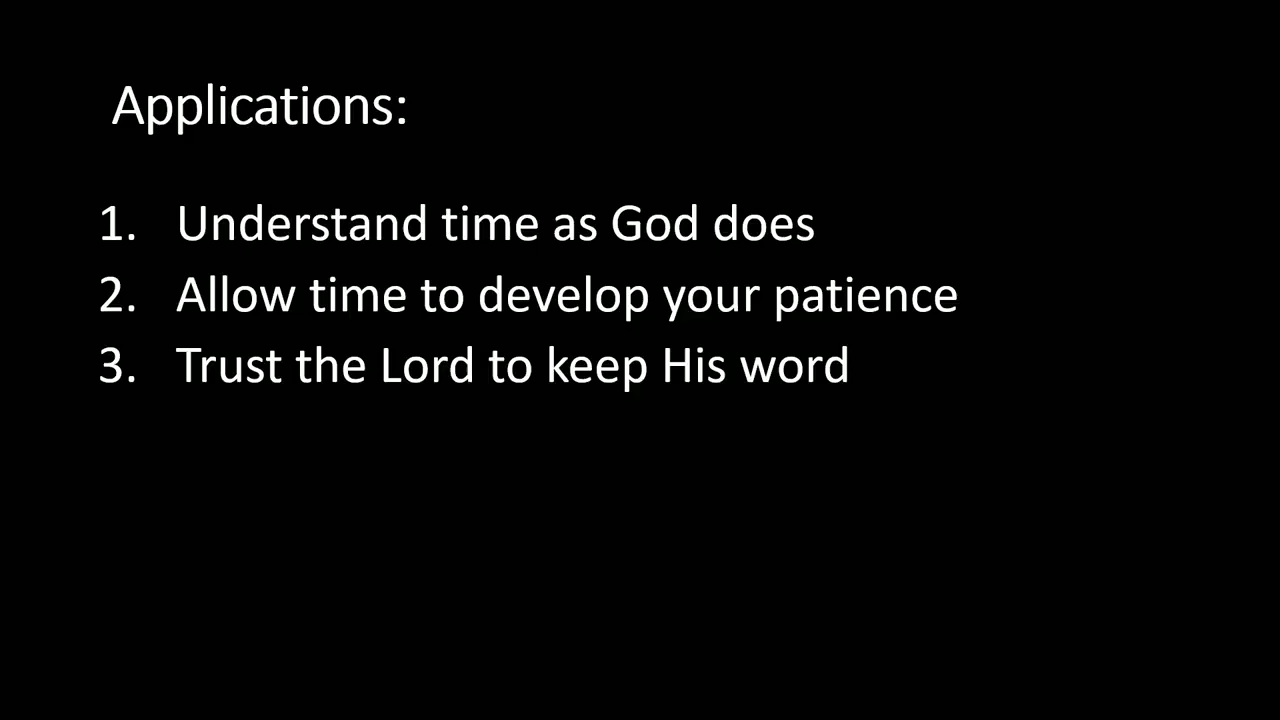 Applications:
1. Understand time as God does
2. Allow time to develop your patience
3. Trust the Lord to keep His word